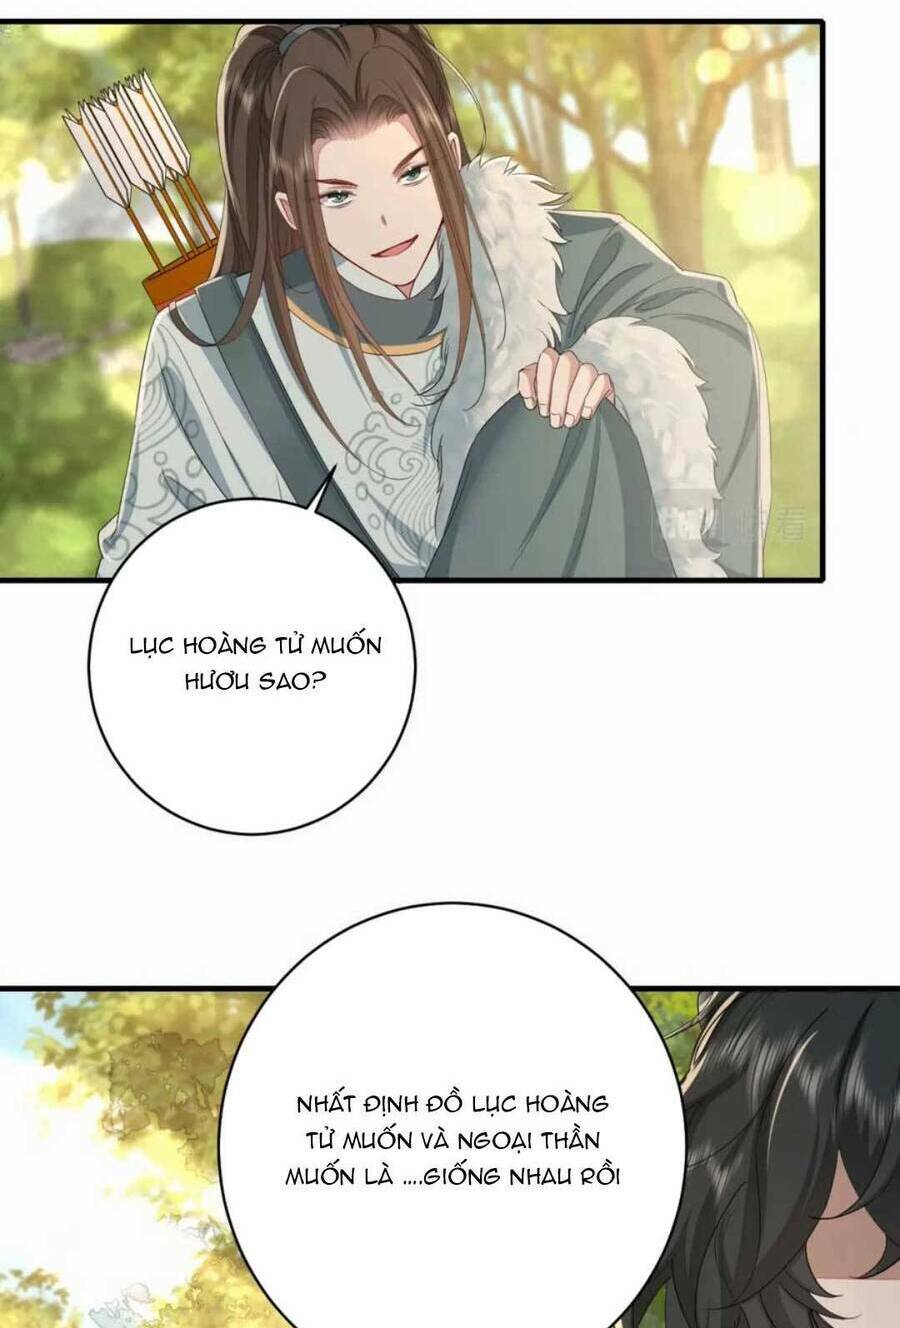 LỤC HOÀNG TỬ MUỐN
HƯƠU SAO?
NHẤT ĐỊNH ĐỒ LỤC HOÀNG
TỬ MUỐN VÀ NGOẠI THẦN
MUỐN LÀ ....GIỐNG NHAU RỒI